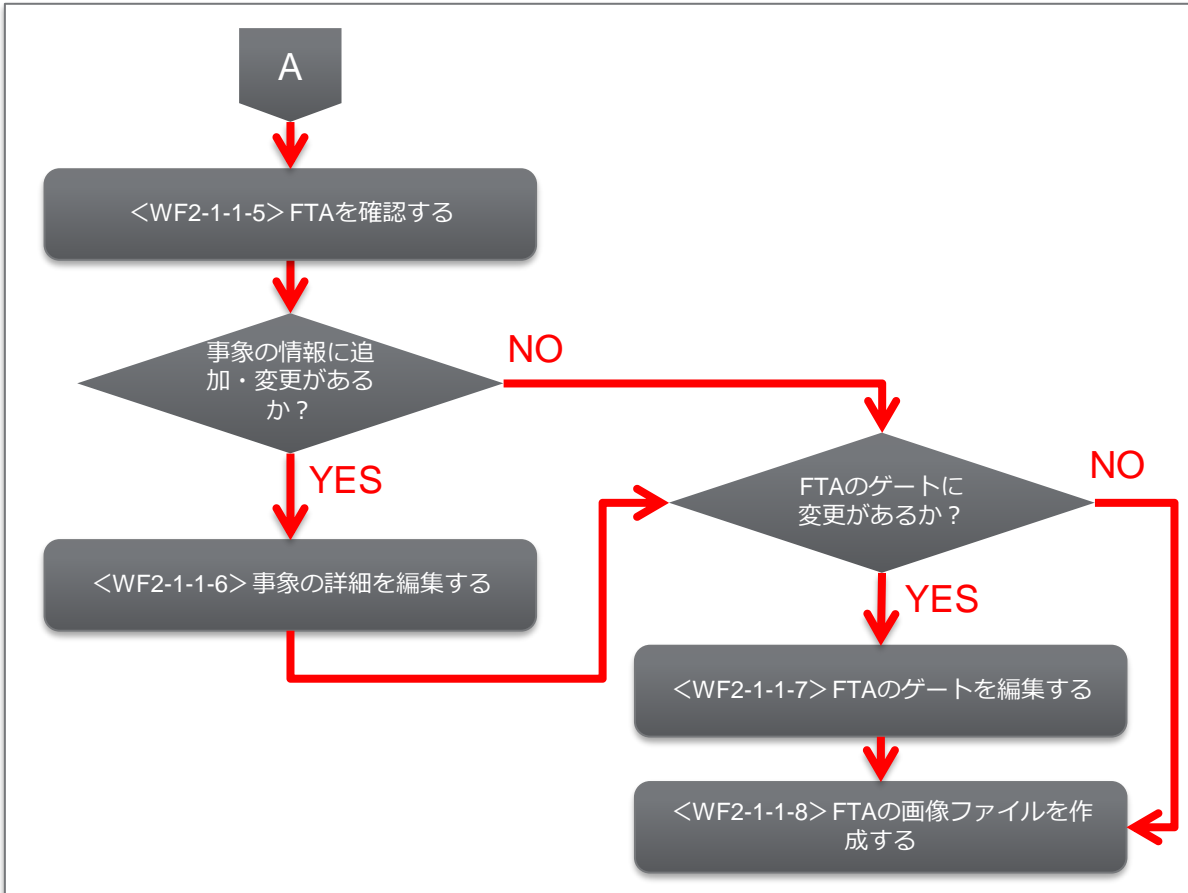 A
＜WF2-1-1-5＞FTAを確認する
事象の情報に追
加・変更がある
か？
NO
YES
＜WF2-1-1-6＞事象の詳細を編集する
FTAのゲートに
変更があるか？
NO
YES
＜WF2-1-1-7＞FTAのゲートを編集する
＜WF2-1-1-8＞FTAの画像ファイルを作
成する